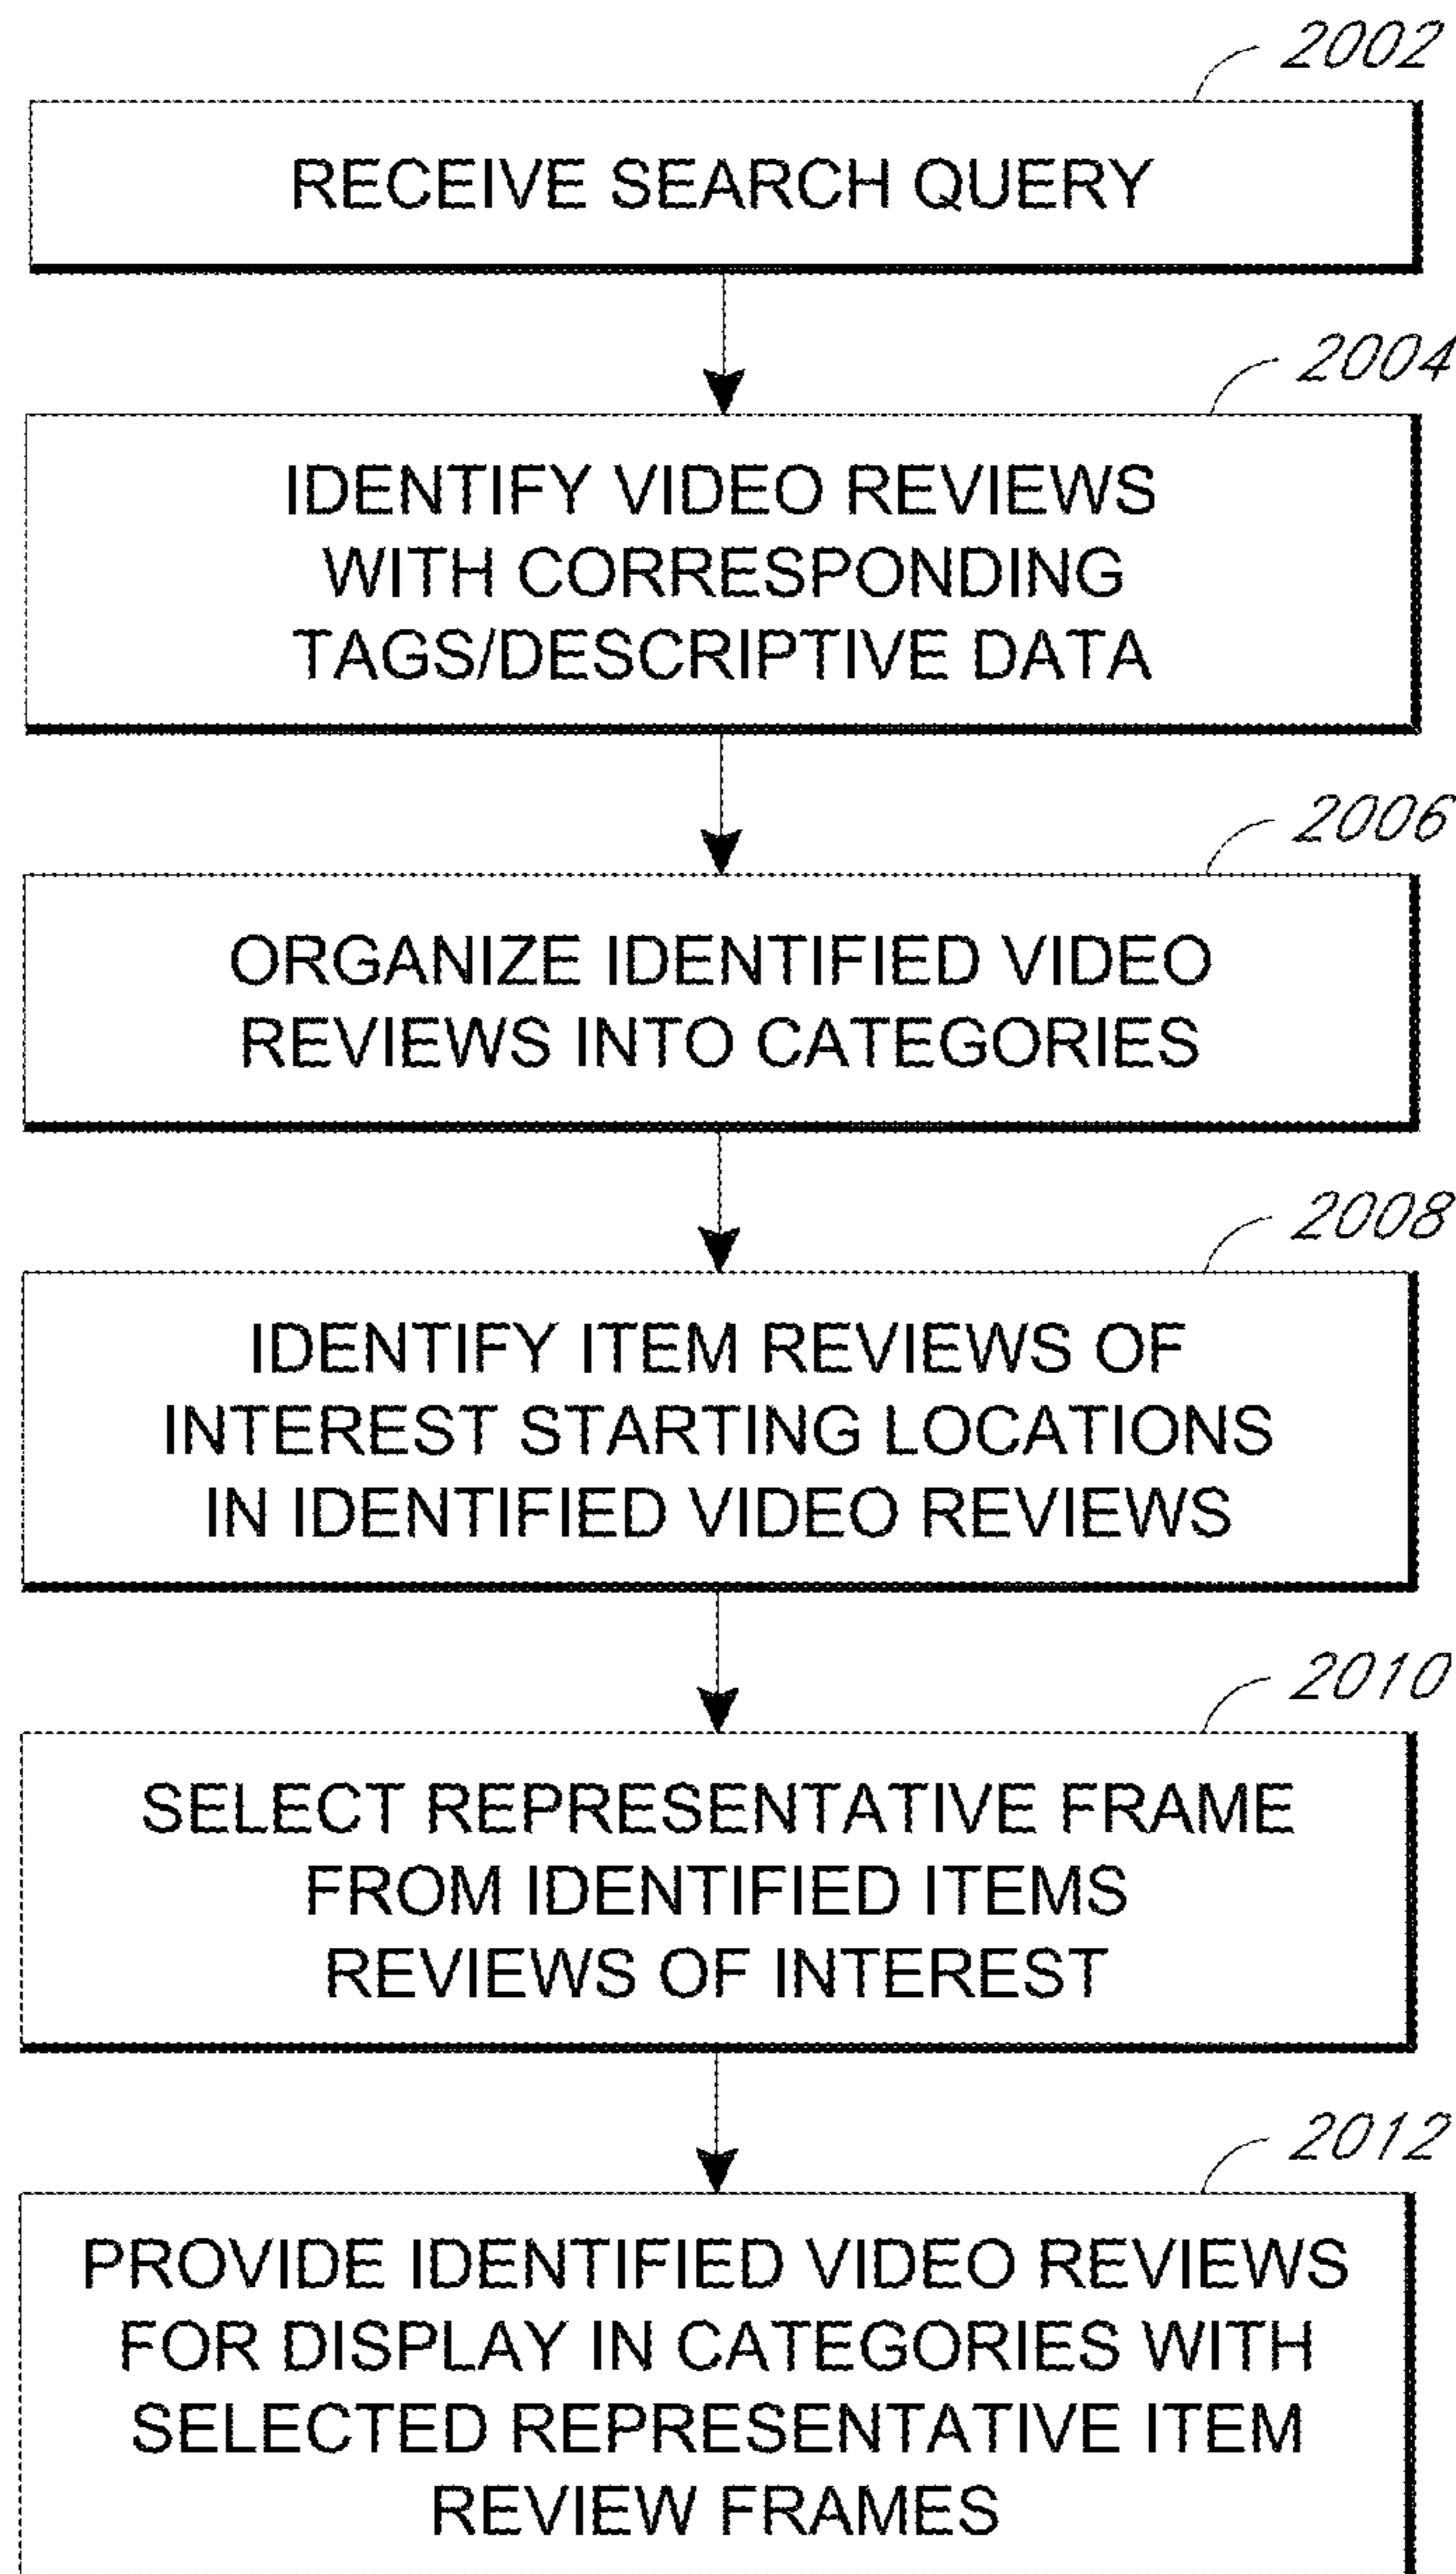 2002
RECEIVE SEARCH QUERY
2004
IDENTIFY VIDEO REVIEWS
WITH CORRESPONDING
TAGS/DESCRIPTIVE DATA
2006
ORGANIZE IDENTIFIED VIDEO
REVIEWS INTO CATEGORIES
2008
IDENTIFY ITEM REVIEWS OF
INTEREST STARTING LOCATIONS
IN IDENTIFIED VIDEO REVIEWS
2010
SELECT REPRESENTATIVE FRAME
FROM IDENTIFIED ITEMS
REVIEWS OF INTEREST
2012
PROVIDE IDENTIFIED VIDEO REVIEWS
FOR DISPLAY IN CATEGORIES WITH
SELECTED REPRESENTATIVE ITEM
REVIEW FRAMES